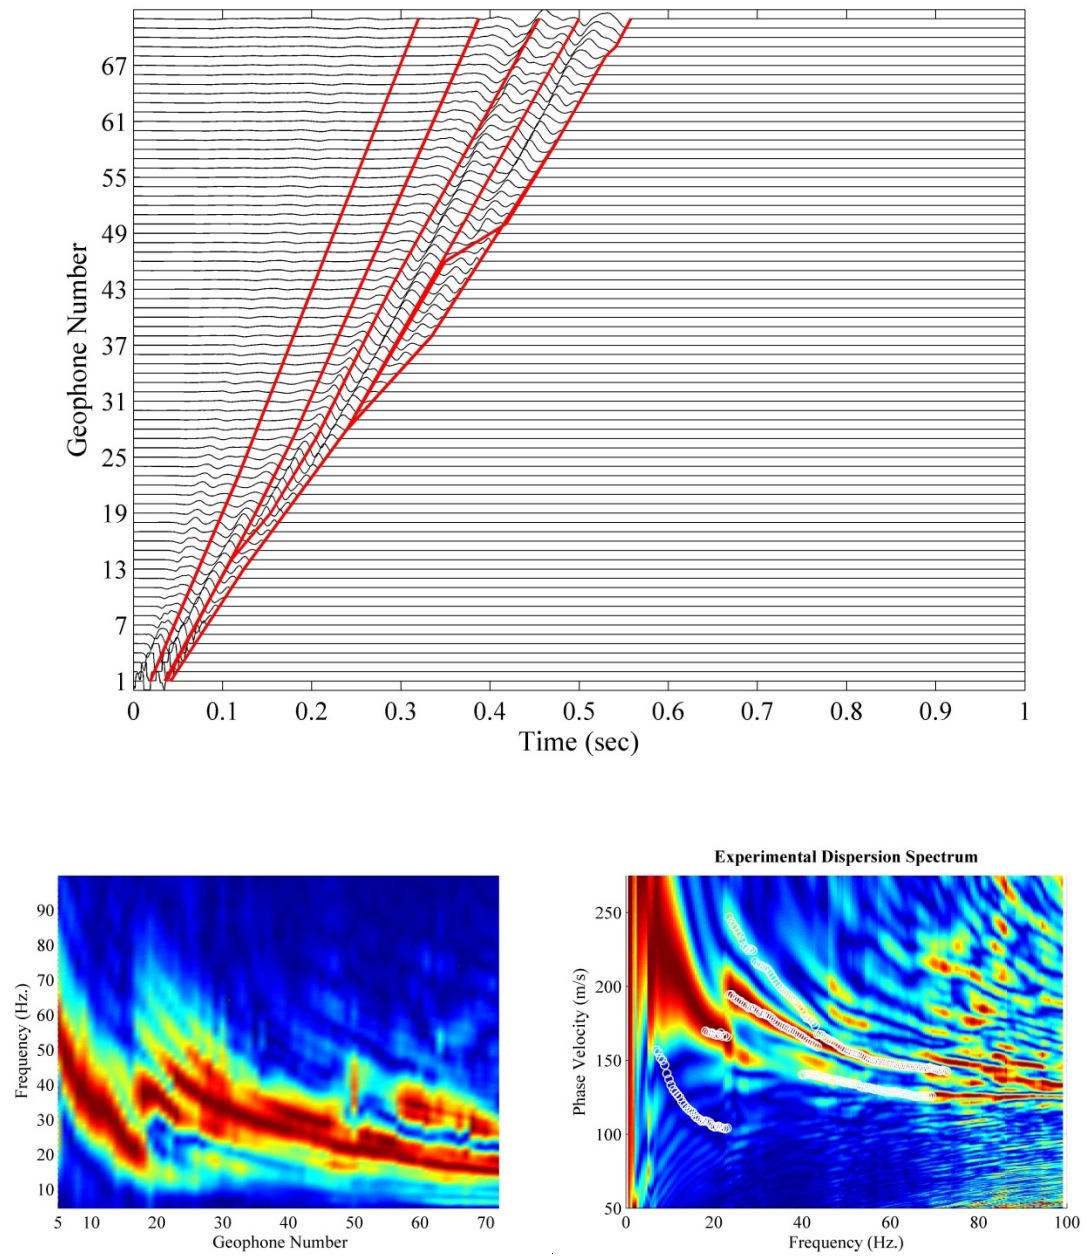 67
61
55
49
43
37
31
25
19
13
7
1
Geophone Number
0 0.1 0.2 0.3 0.4 0.5 0.6 0.7 0.8 0.9 1
Time (sec)
90
80
70
60
50
40
30
20
10
Frequency (Hz.)
5 10 20 30 40 50 60 70
Geophone Number
Experimental Dispersion Spectrum
250
200
150
100
50
Phase Velocity (m/s)
0 20 40 60 80 100
Frequency (Hz.)